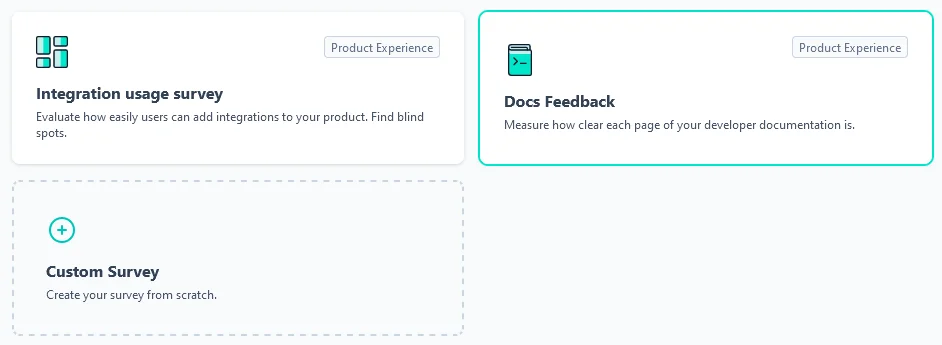 Product Experience
Integration usage survey
Evaluate how easily users can add integrations to your product. Find blind
spots.
Product Experience
Docs Feedback
Measure how clear each page of your developer documentation is.
Custom Survey
Create your survey from scratch.